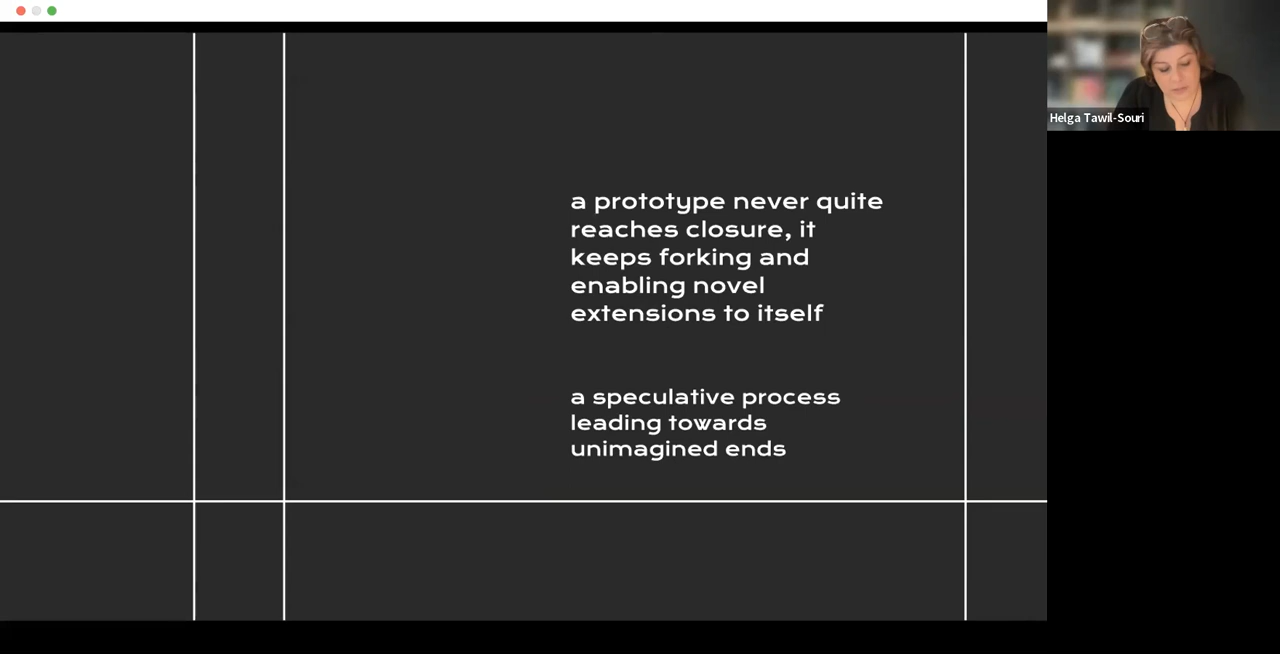 Helga Tawil-Souri
a prototype never quite
reaches closure, it
keeps forking and
enabling novel
extensions to itself
a speculative process
leading towards
unimagined ends